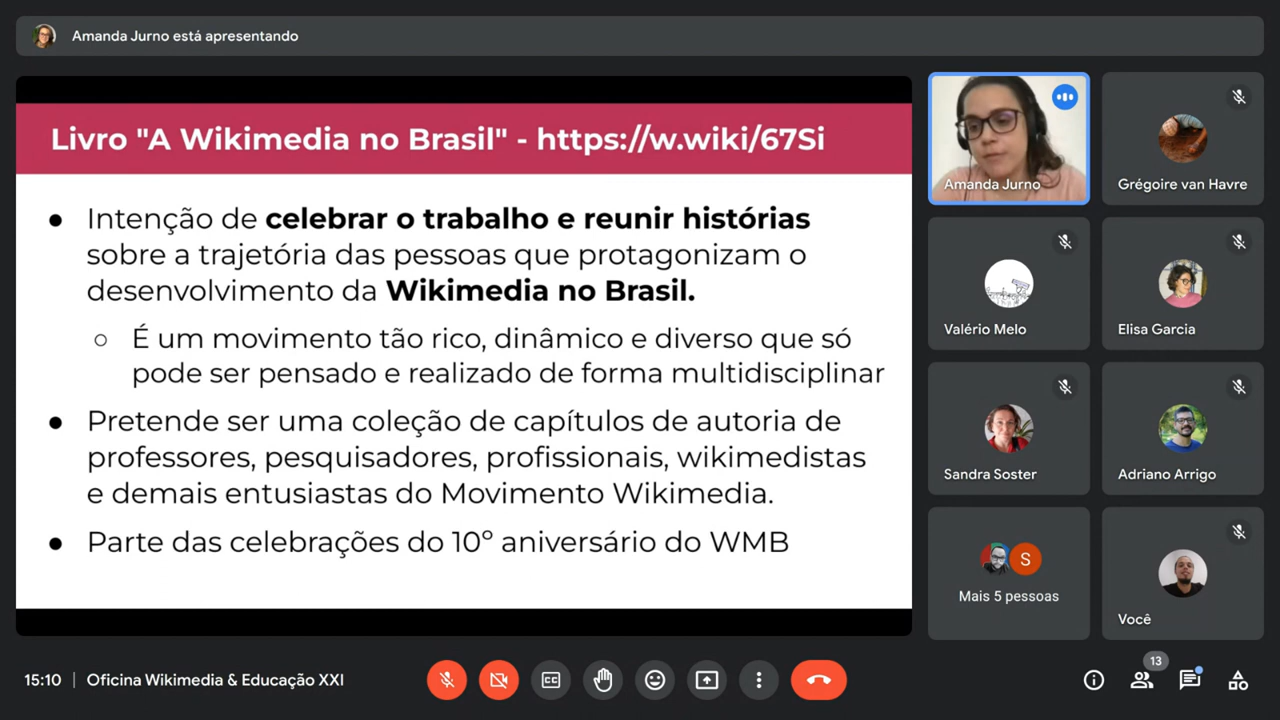 Amanda Jurno está apresentando
Livro "A Wikimedia no Brasil" - https://w.wiki/67Si
● Intenção de celebrar o trabalho e reunir histórias
sobre a trajetória das pessoas que protagonizam o
desenvolvimento da Wikimedia no Brasil.
○ É um movimento tão rico, dinâmico e diverso que só
pode ser pensado e realizado de forma multidisciplinar
● Pretende ser uma coleção de capítulos de autoria de
professores, pesquisadores, profissionais, wikimedistas
e demais entusiastas do Movimento Wikimedia.
● Parte das celebrações do 10º aniversário do WMB
Amanda Jurno
Grégoire van Havre
Valério Melo
Elisa Garcia
Sandra Soster
Adriano Arrigo
S
Mais 5 pessoas
Você
15:10 | Oficina Wikimedia & Educação XXI
CC
13